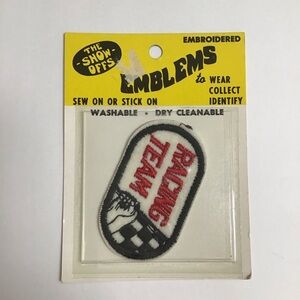 THE
SHOW
OFFS
EMBROIDERED
EMBLEMS
to WEAR
COLLECT
IDENTIFY
SEW ON OR STICK ON
WASHABLE • DRY CLEANABLE
RACING
TEAM